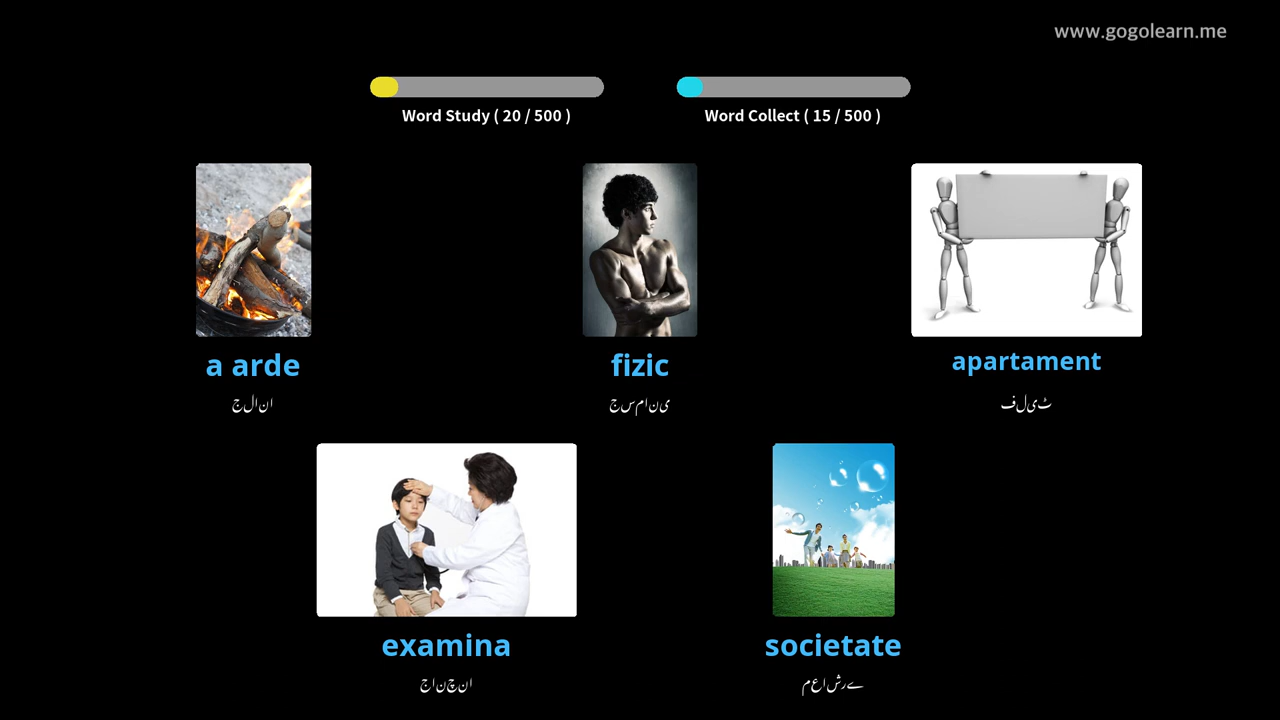 www.gogolearn.me
Word Study ( 20 / 500 )
Word Collect ( 15 / 500 )
a arde
fizic
apartament
جلانا
جسمانی
فلیٹ
examina
societate
جانچنا
معاشرے